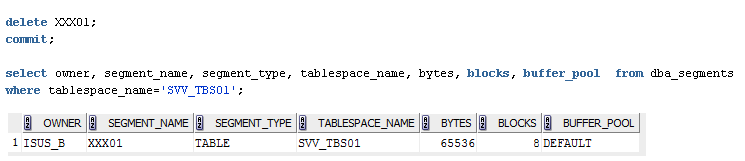 delete XXX01;
commit;
select owner, segment_name, segment_type, tablespace_name, bytes, blocks, buffer_pool  from dba_segments
where tablespace_name='SVV_TBS01';
OWNER SEGMENT_NAME SEGMENT_TYPE TABLESPACE_NAME BYTES BLOCKS BUFFER_POOL
1 ISUS_B XXX01 TABLE SVV_TBS01 65536 8 DEFAULT